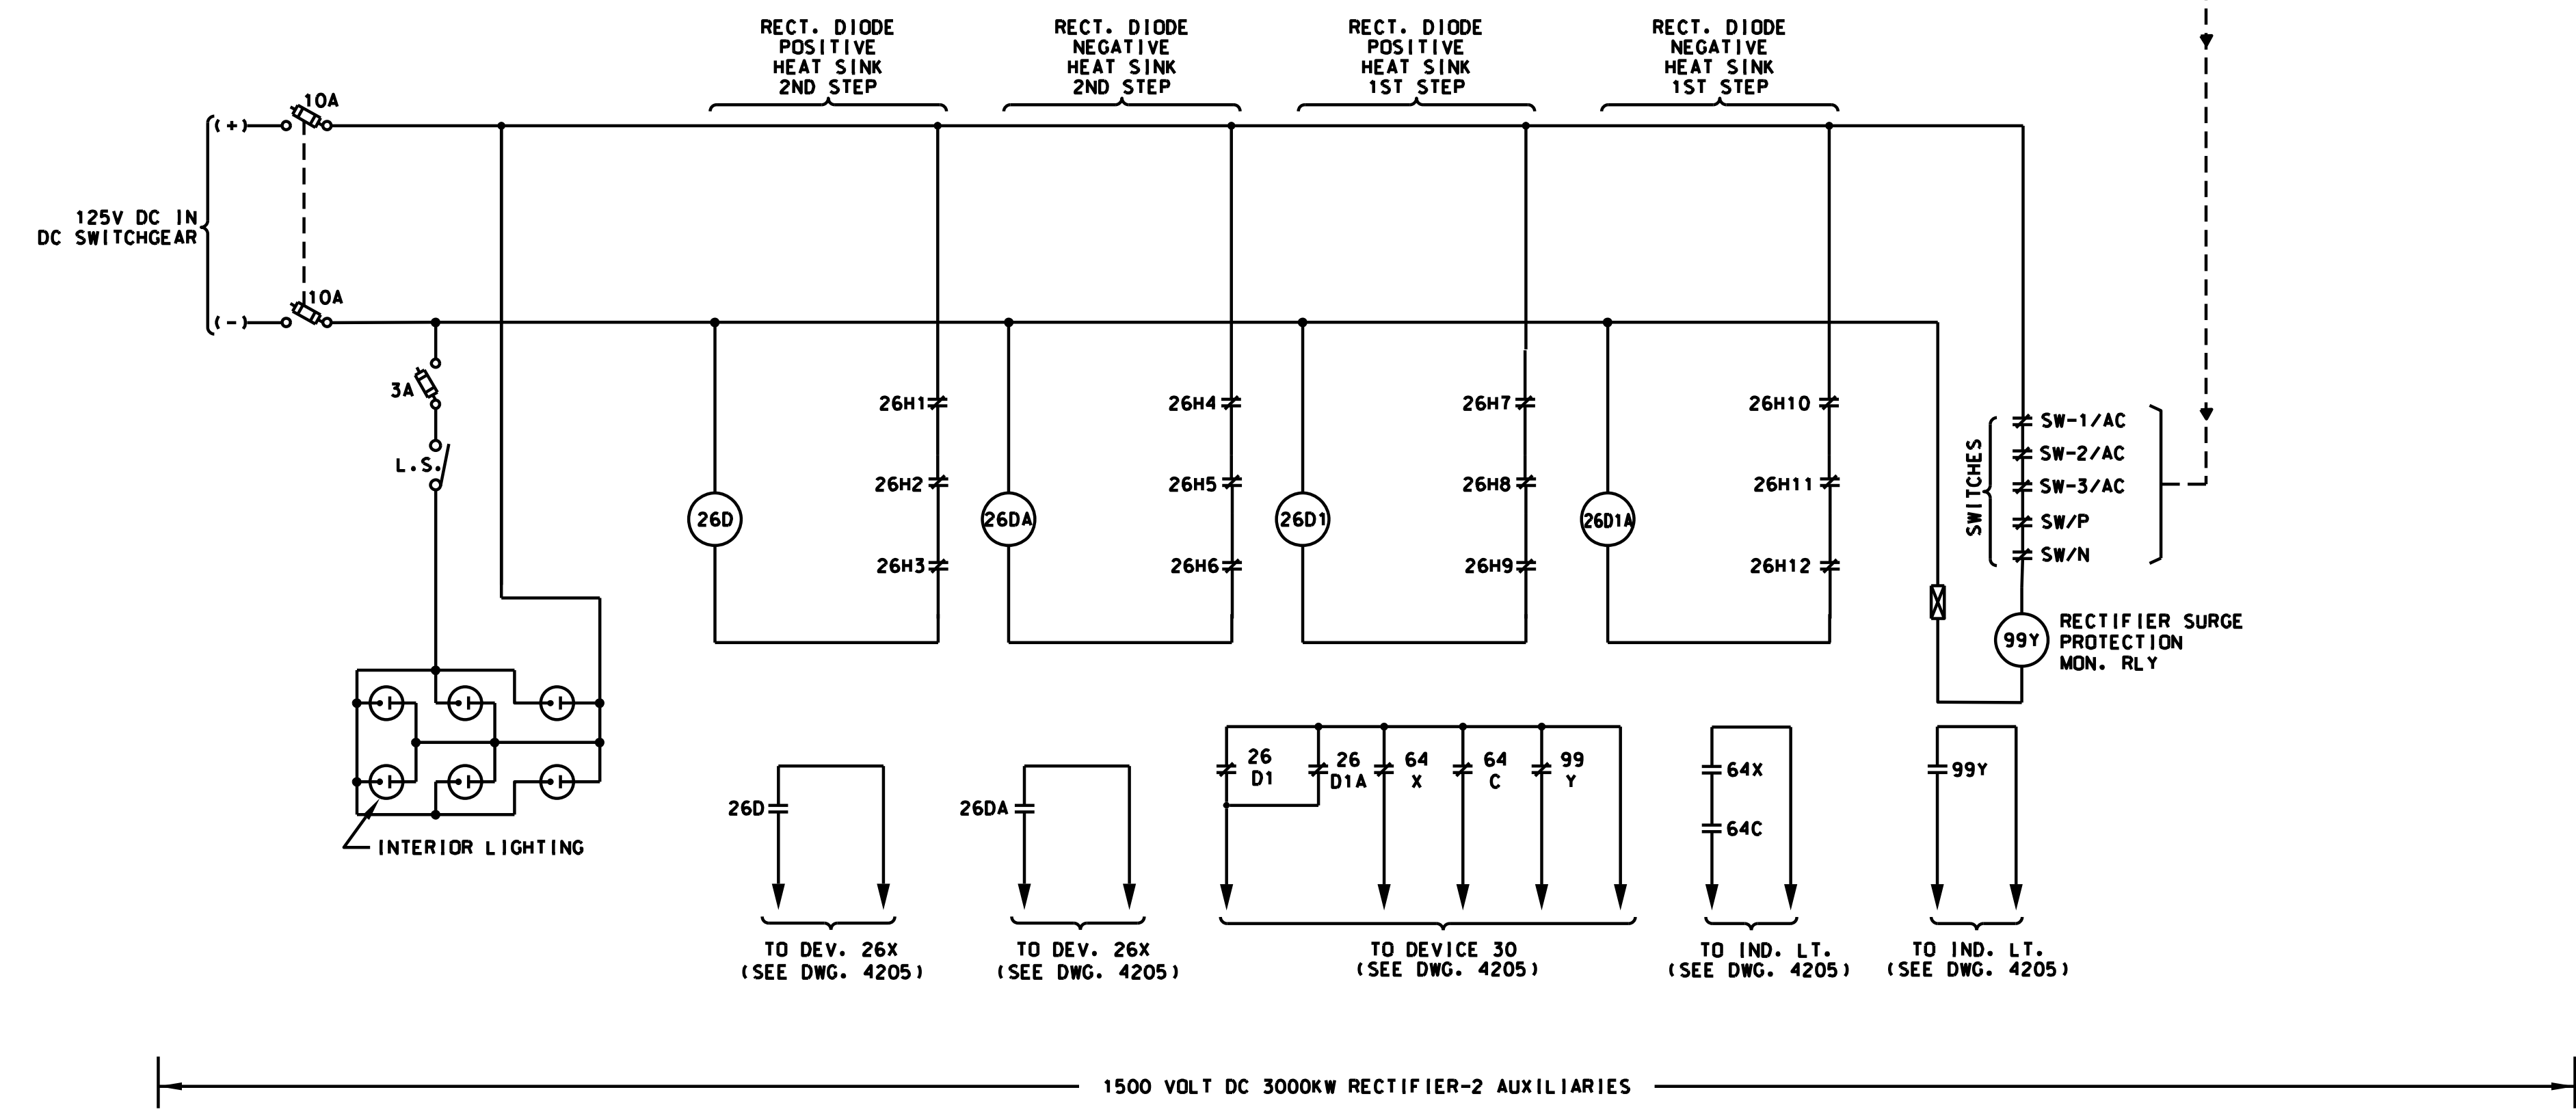 RECT. DIODE
POSITIVE
HEAT SINK
2ND STEP
RECT. DIODE
NEGATIVE
HEAT SINK
2ND STEP
RECT. DIODE
POSITIVE
HEAT SINK
1ST STEP
RECT. DIODE
NEGATIVE
HEAT SINK
1ST STEP
10A
(+)
125V DC IN
DC SWITCHGEAR
10A
(-)
3A
L.S.
26H1
26H2
26H3
26D
26H4
26H5
26H6
26DA
26H7
26H8
26H9
26D1
26H10
26H11
26H12
26D1A
SWITCHES
SW-1/AC
SW-2/AC
SW-3/AC
SW/P
SW/N
99Y
RECTIFIER SURGE
PROTECTION
MON. RLY
INTERIOR LIGHTING
26D
26DA
26
D1
26
D1A
64
X
64
C
99
Y
64X
64C
99Y
TO DEV. 26X
(SEE DWG. 4205)
TO DEV. 26X
(SEE DWG. 4205)
TO DEVICE 30
(SEE DWG. 4205)
TO IND. LT.
(SEE DWG. 4205)
TO IND. LT.
(SEE DWG. 4205)
1500 VOLT DC 3000KW RECTIFIER-2 AUXILIARIES